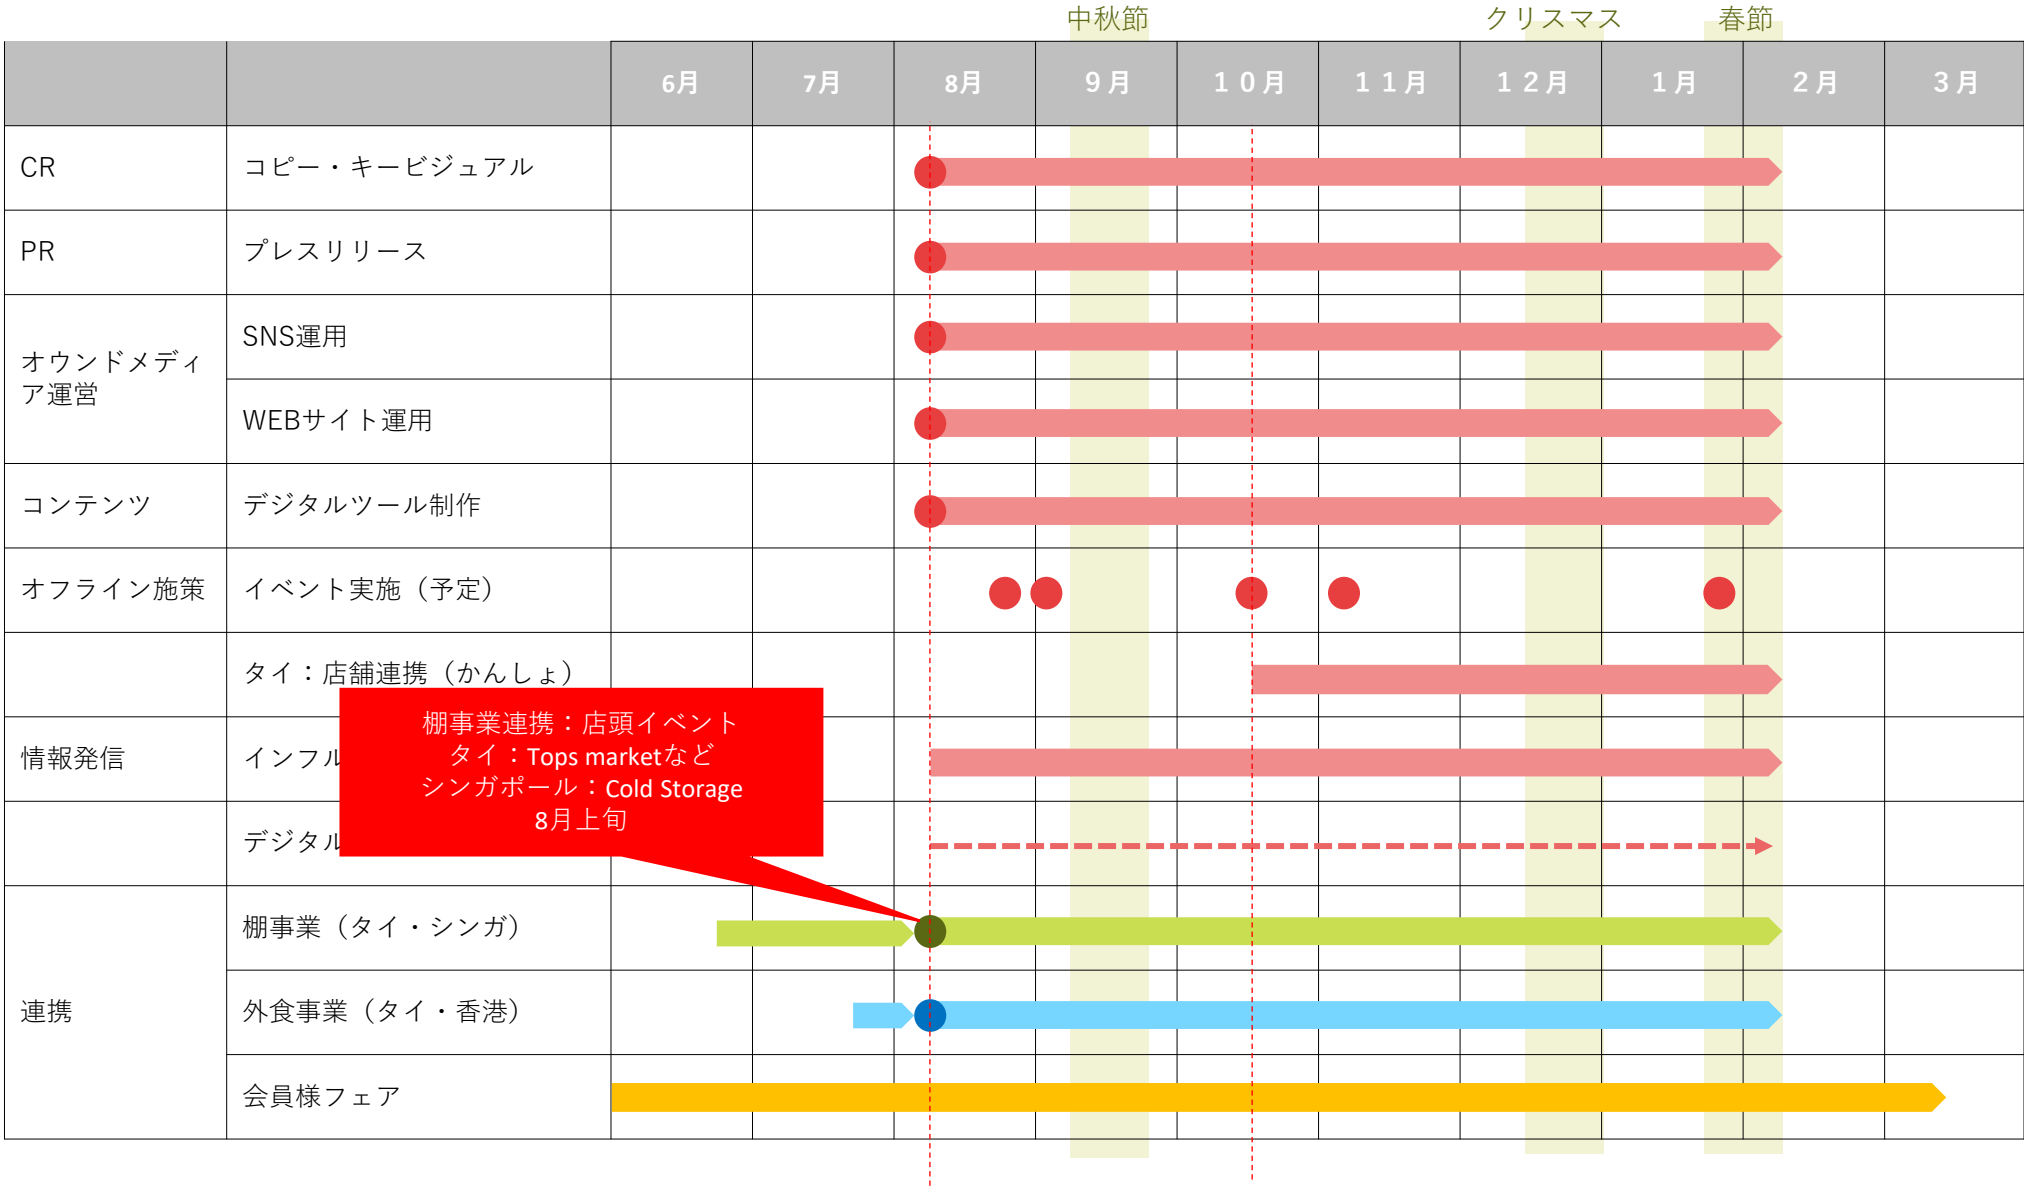 中秋節
クリスマス
春節
6月
7月
8月
９月
１０月
１１月
１２月
１月
２月
３月
CR
コピー・キービジュアル
PR
プレスリリース
オウンドメディ
ア運営
SNS運用
WEBサイト運用
コンテンツ
デジタルツール制作
オフライン施策
イベント実施（予定）
タイ：店舗連携（かんしょ）
情報発信
インフル
デジタル
棚事業連携：店頭イベント
タイ：Tops marketなど
シンガポール：Cold Storage
8月上旬
連携
棚事業（タイ・シンガ）
外食事業（タイ・香港）
会員様フェア